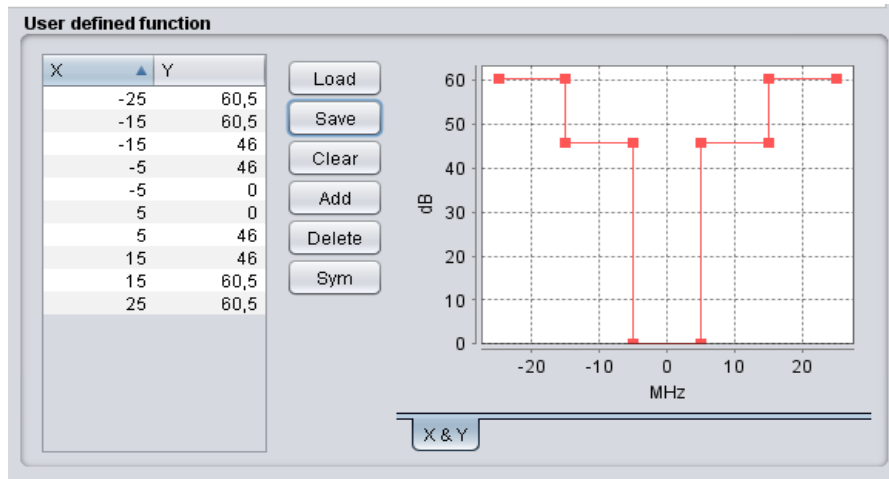 User defined function
X Y
-25 60,5
-15 60,5
-15 46
-5 46
-5 0
5 0
5 46
15 46
15 60,5
25 60,5
Load
Save
Clear
Add
Delete
Sym
60
50
40
30
20
10
0
dB
-20 -10 0 10 20
MHz
X & Y